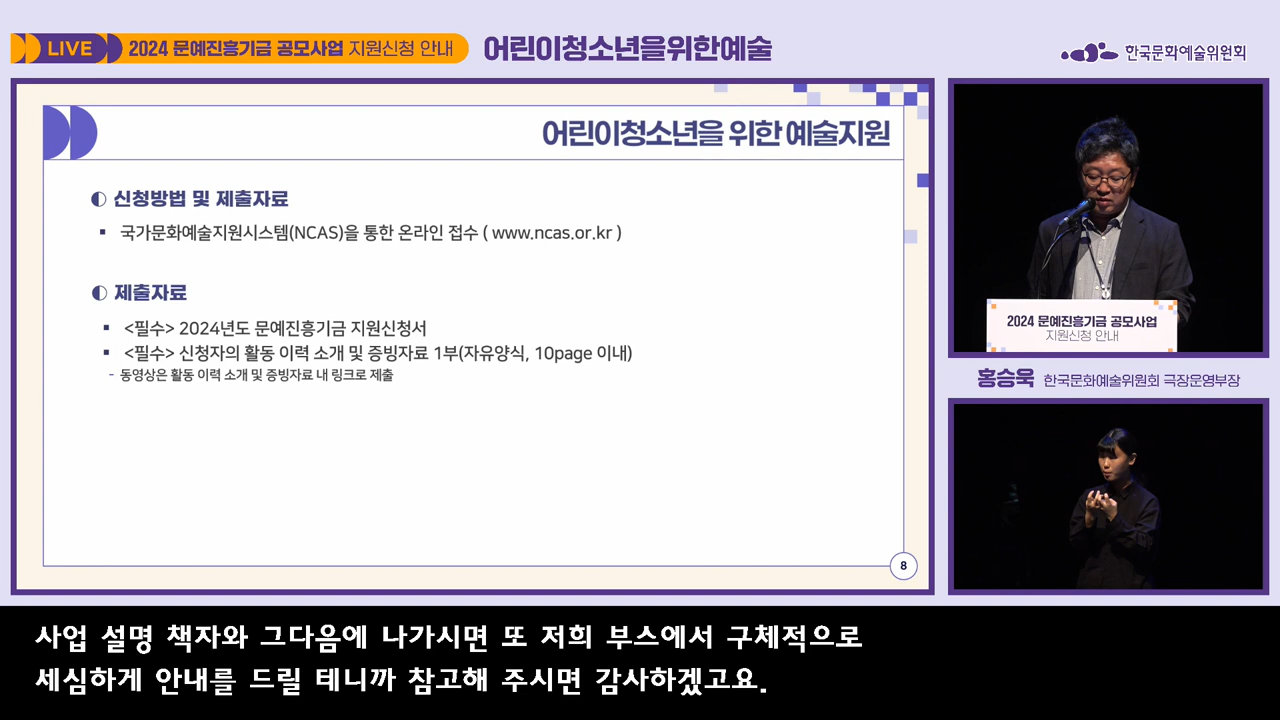 LIVE 2024 문예진흥기금 공모사업 지원신청 안내 어린이청소년을위한예술
한국문화예술위원회
어린이청소년을 위한 예술지원
신청방법 및 제출자료
국가문화예술지원시스템(NCAS)을 통한 온라인 접수 ( www.ncas.or.kr )
제출자료
<필수> 2024년도 문예진흥기금 지원신청서
<필수> 신청자의 활동 이력 소개 및 증빙자료 1부(자유양식, 10page 이내)
- 동영상은 활동 이력 소개 및 증빙자료 내 링크로 제출
8
2024 문예진흥기금 공모사업
지원신청 안내
홍승욱 한국문화예술위원회 극장운영부장
사업 설명 책자와 그다음에 나가시면 또 저희 부스에서 구체적으로
세심하게 안내를 드릴 테니까 참고해 주시면 감사하겠고요.